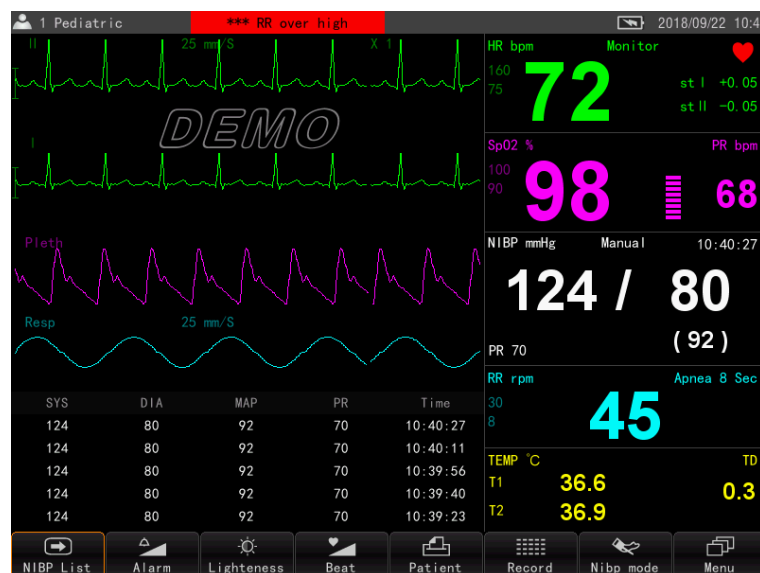 1 Pediatric *** RR over high 2018/09/22 10:4
II 25 mm/S X 1
DEMO
I
Pleth
Resp 25 mm/S
SYS DIA MAP PR Time
124 80 92 70 10:40:27
124 80 92 70 10:40:11
124 80 92 70 10:39:56
124 80 92 70 10:39:40
124 80 92 70 10:39:23
HR bpm Monitor
160
75
72
st I +0.05
st II -0.05
SpO2 % PR bpm
100
90
98
68
NIBP mmHg Manual 10:40:27
124 / 80
(92)
PR 70
RR rpm Apnea 8 Sec
30
8
45
TEMP °C TD
T1 36.6
0.3
T2 36.9
NIBP List Alarm Lighteness Beat Patient Record Nibp mode Menu